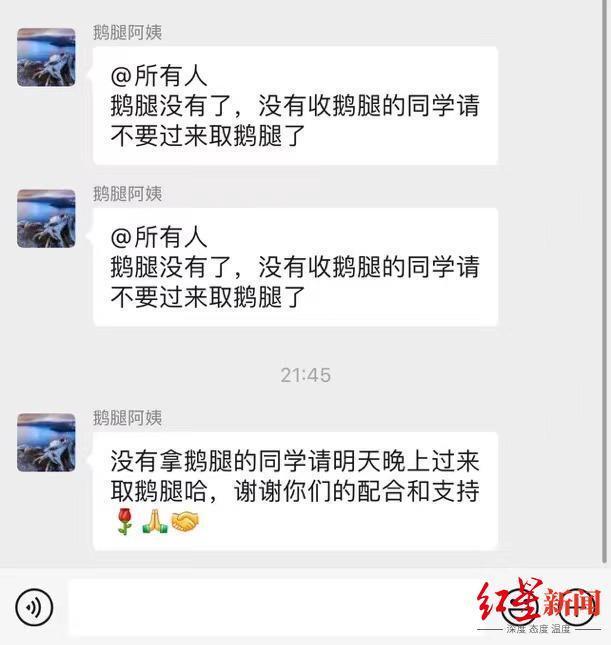 鹅腿阿姨
@所有人
鹅腿没有了，没有收鹅腿的同学请
不要过来取鹅腿了
鹅腿阿姨
@所有人
鹅腿没有了，没有收鹅腿的同学请
不要过来取鹅腿了
21:45
鹅腿阿姨
没有拿鹅腿的同学请明天晚上过来
取鹅腿哈，谢谢你们的配合和支持
🌹🙏🤝
红星新闻
深度 态度 温度